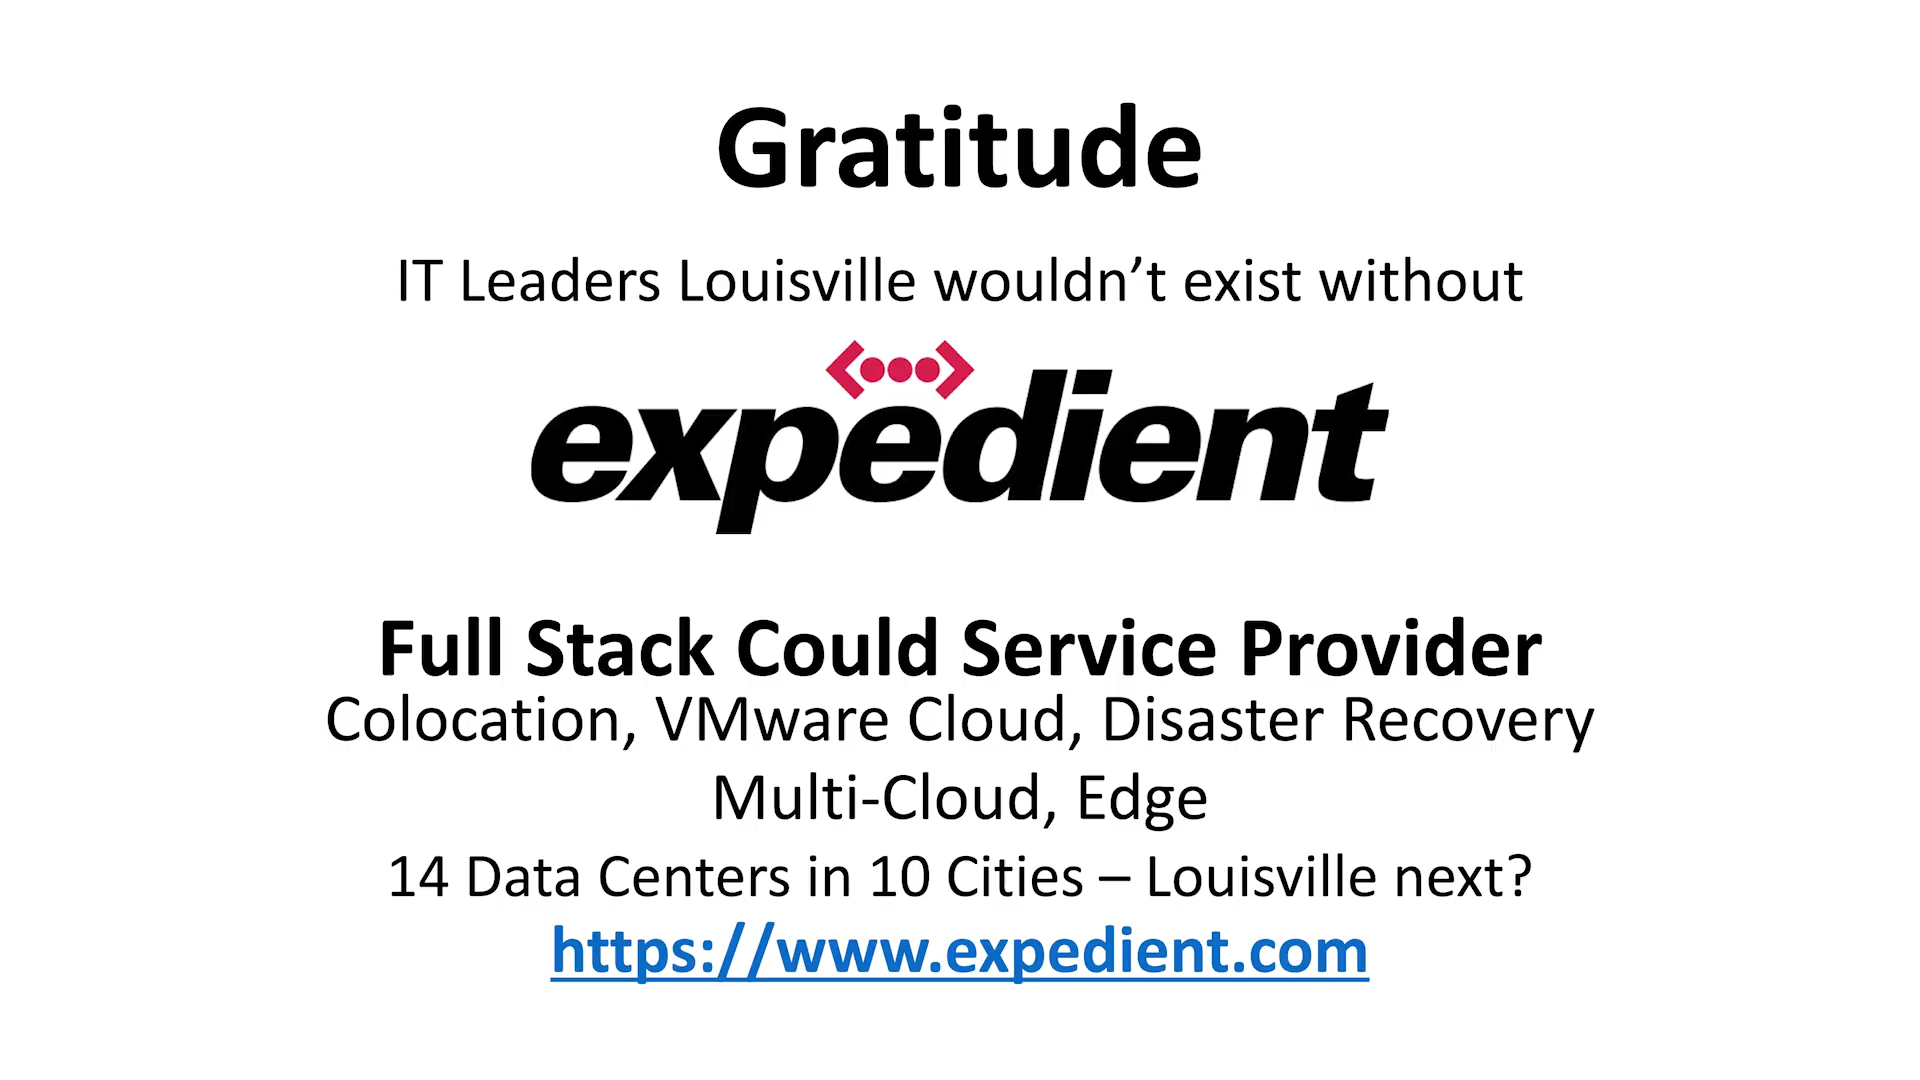 Gratitude
IT Leaders Louisville wouldn’t exist without
expedient
Full Stack Could Service Provider
Colocation, VMware Cloud, Disaster Recovery
Multi-Cloud, Edge
14 Data Centers in 10 Cities – Louisville next?
https://www.expedient.com